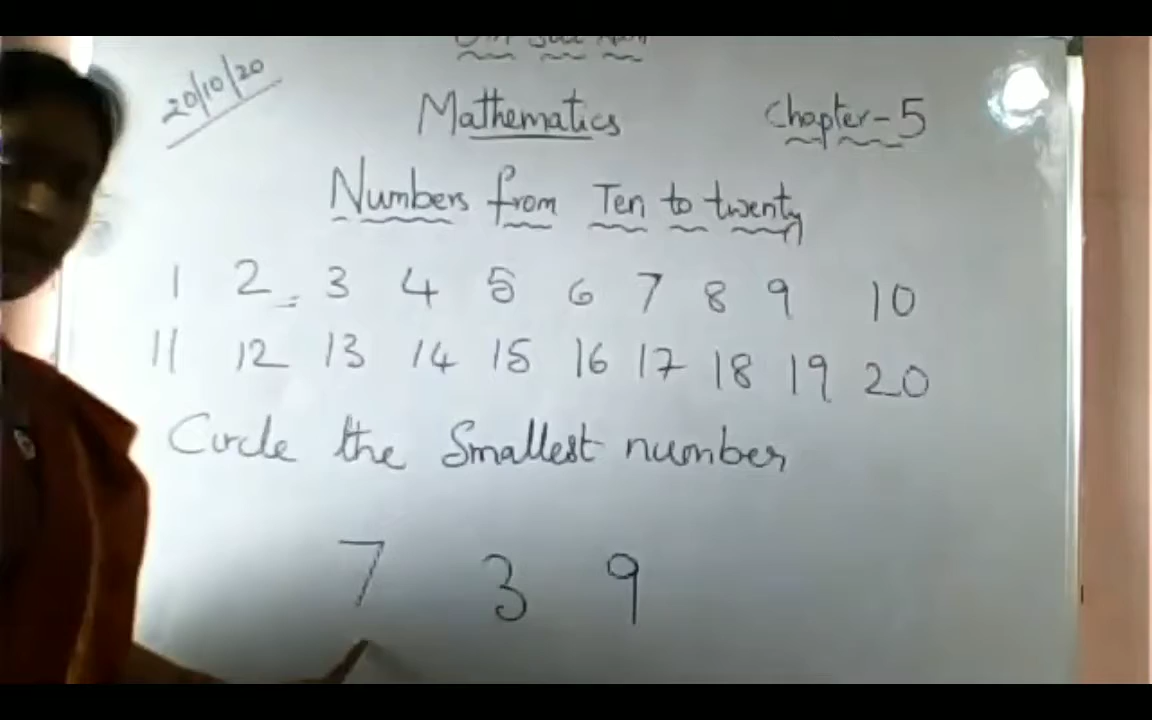 20/10/20
Mathematics Chapter-5
Numbers from Ten to twenty
1 2 3 4 5 6 7 8 9 10
11 12 13 14 15 16 17 18 19 20
Circle the Smallest number
7 3 9